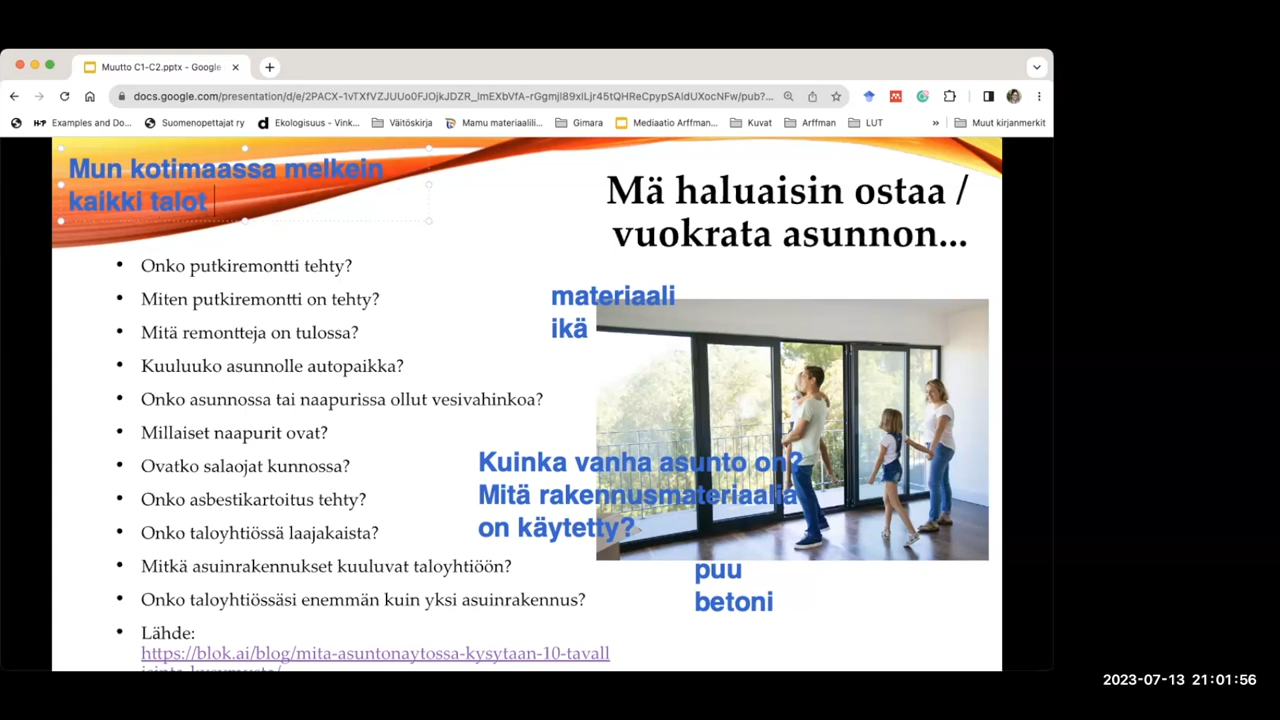 Muutto C1-C2.pptx - Google
docs.google.com/presentation/d/e/2PACX-1vTXfVZJUUo0FJOjkJDZR_lmEXbVfA-rGgmjl89xlLjr45tQHReCpypSAldUXocNFw/pub?...
Examples and Do...
Suomenopettajat ry
Ekologisuus - Vink...
Väitöskirja
Mamu materiaalili...
Gimara
Mediaatio Arffman...
Kuvat
Arffman
LUT
»
Muut kirjanmerkit
Mun kotimaassa melkein
kaikki talot
Mä haluaisin ostaa /
vuokrata asunnon...
• Onko putkiremontti tehty?
• Miten putkiremontti on tehty?
• Mitä remontteja on tulossa?
• Kuuluuko asunnolle autopaikka?
• Onko asunnossa tai naapurissa ollut vesivahinkoa?
• Millaiset naapurit ovat?
• Ovatko salaojat kunnossa?
• Onko asbestikartoitus tehty?
• Onko taloyhtiössä laajakaista?
• Mitkä asuinrakennukset kuuluvat taloyhtiöön?
• Onko taloyhtiössäsi enemmän kuin yksi asuinrakennus?
• Lähde:
https://blok.ai/blog/mita-asuntonaytossa-kysytaan-10-tavall
materiaali
ikä
Kuinka vanha asunto on?
Mitä rakennusmateriaalia
on käytetty?
puu
betoni
2023-07-13 21:01:56